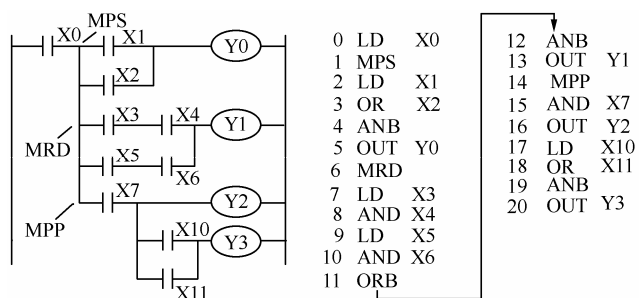 MPS
X0
X1
Y0
X2
X3
X4
Y1
MRD
X5
X6
X7
Y2
MPP
X10
Y3
X11
0 LD X0
1 MPS
2 LD X1
3 OR X2
4 ANB
5 OUT Y0
6 MRD
7 LD X3
8 AND X4
9 LD X5
10 AND X6
11 ORB
12 ANB
13 OUT Y1
14 MPP
15 AND X7
16 OUT Y2
17 LD X10
18 OR X11
19 ANB
20 OUT Y3